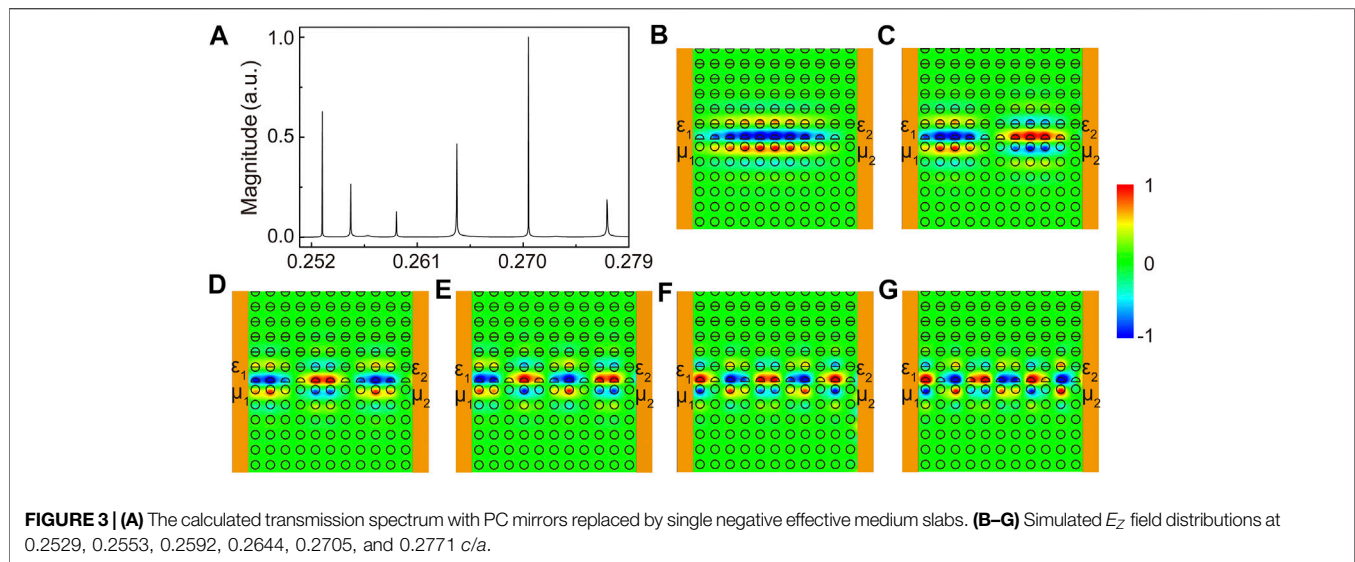 A
B
C
1.0
0.5
0.0
Magnitude (a.u.)
0.252 0.261 0.270 0.279
ε1 ε2
μ1 μ2
ε1 ε2
μ1 μ2
1
0
-1
D
E
F
G
ε1 ε2
μ1 μ2
ε1 ε2
μ1 μ2
ε1 ε2
μ1 μ2
ε1 ε2
μ1 μ2
FIGURE 3 | (A) The calculated transmission spectrum with PC mirrors replaced by single negative effective medium slabs. (B–G) Simulated EZ field distributions at
0.2529, 0.2553, 0.2592, 0.2644, 0.2705, and 0.2771 c/a.